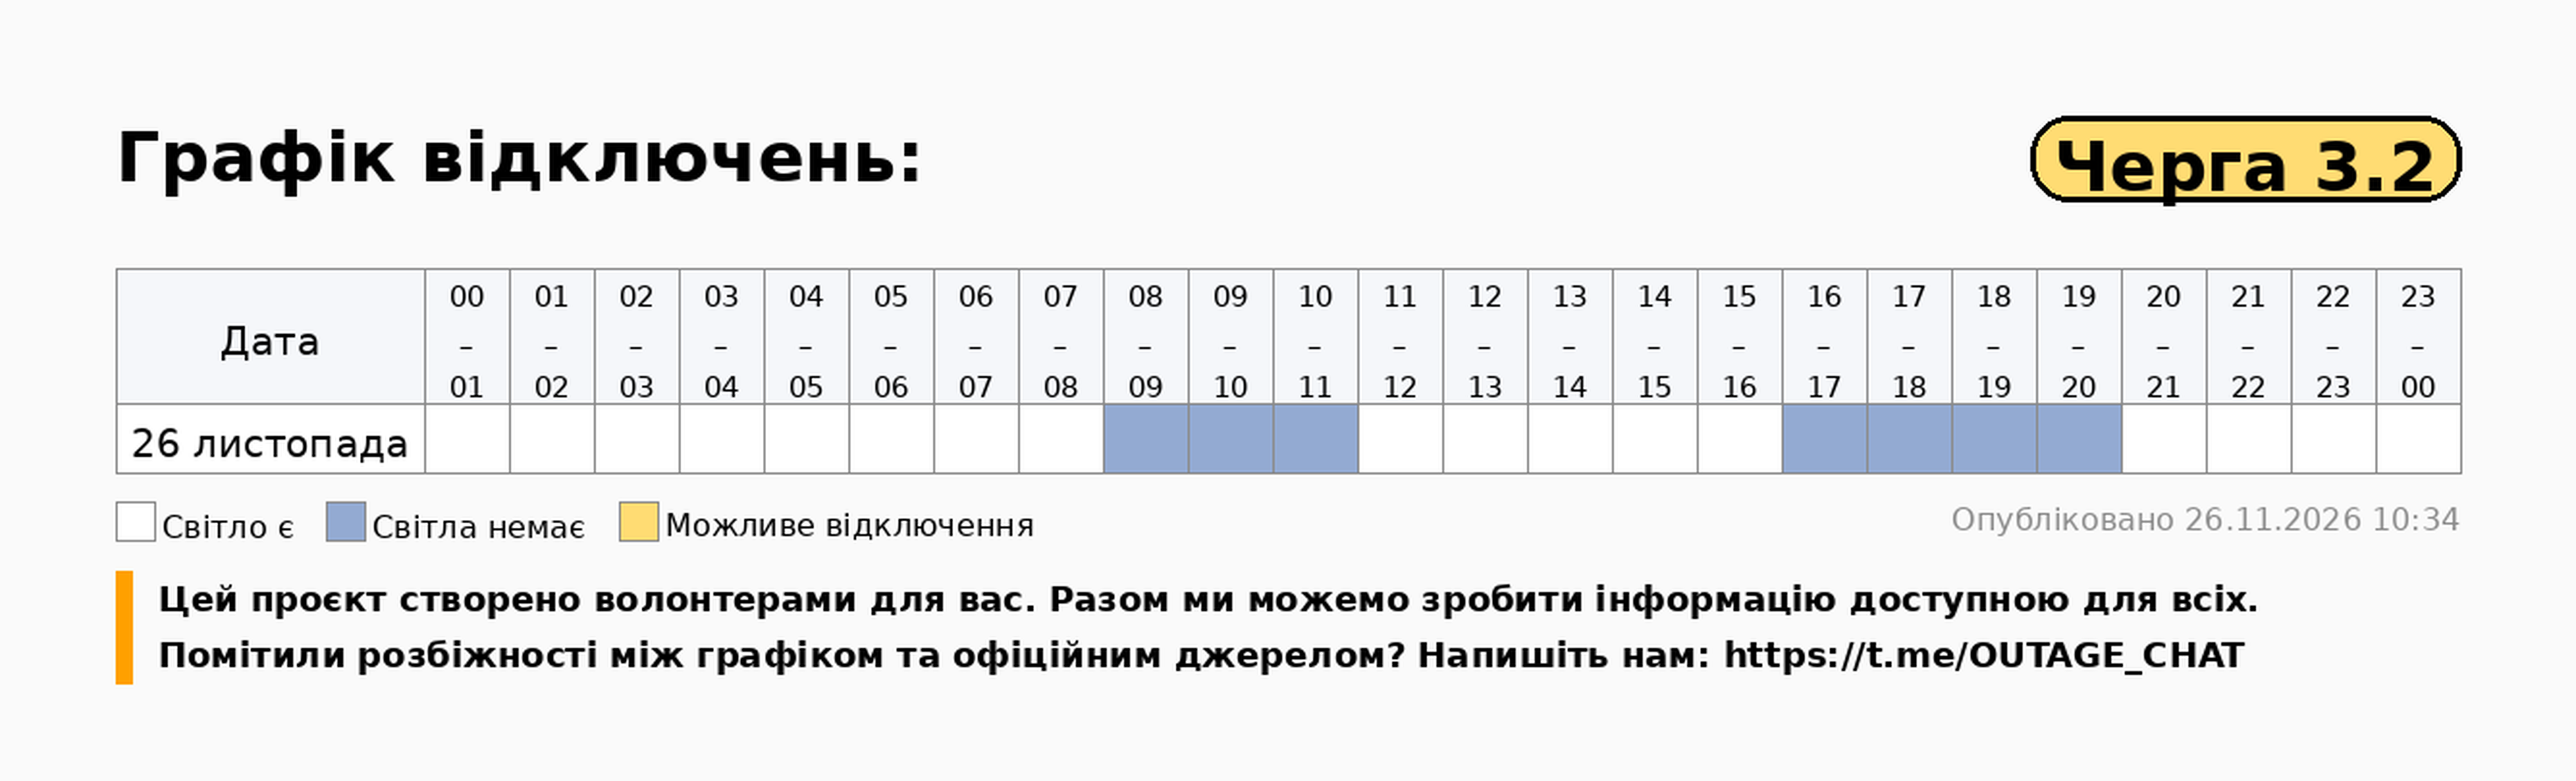 Графік відключень:
Черга 3.2
Дата
00 – 01
01 – 02
02 – 03
03 – 04
04 – 05
05 – 06
06 – 07
07 – 08
08 – 09
09 – 10
10 – 11
11 – 12
12 – 13
13 – 14
14 – 15
15 – 16
16 – 17
17 – 18
18 – 19
19 – 20
20 – 21
21 – 22
22 – 23
23 – 00
26 листопада
Світло є
Світла немає
Можливе відключення
Опубліковано 26.11.2026 10:34
Цей проєкт створено волонтерами для вас. Разом ми можемо зробити інформацію доступною для всіх.
Помітили розбіжності між графіком та офіційним джерелом? Напишіть нам: https://t.me/OUTAGE_CHAT